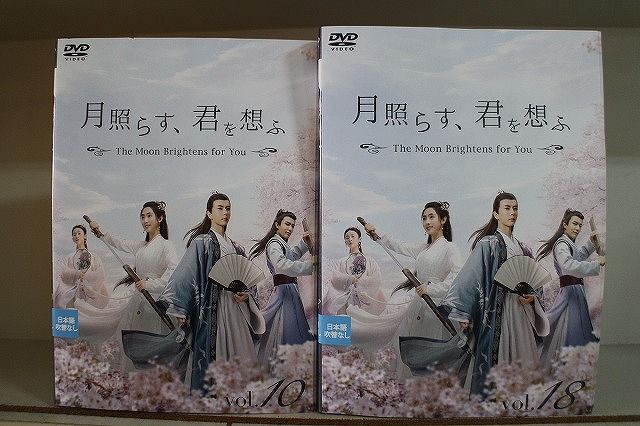 DVD
VIDEO
月照らす、君を想ふ
The Moon Brightens for You
日本語
吹替なし
vol.10
DVD
VIDEO
月照らす、君を想ふ
The Moon Brightens for You
日本語
吹替なし
vol.18